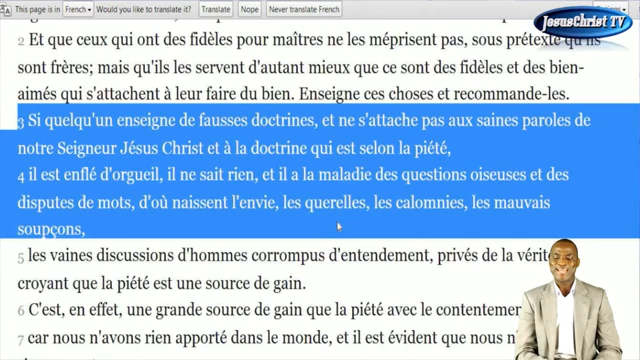 This page is in French Would you like to translate it? Translate Nope Never translate French
JesusChrist TV
2 Et que ceux qui ont des fidèles pour maîtres ne les méprisent pas, sous prétexte qu'ils
sont frères; mais qu'ils les servent d'autant mieux que ce sont des fidèles et des bien-
aimés qui s'attachent à leur faire du bien. Enseigne ces choses et recommande-les.
3 Si quelqu'un enseigne de fausses doctrines, et ne s'attache pas aux saines paroles de
notre Seigneur Jésus Christ et à la doctrine qui est selon la piété,
4 il est enflé d'orgueil, il ne sait rien, et il a la maladie des questions oiseuses et des
disputes de mots, d'où naissent l'envie, les querelles, les calomnies, les mauvais
soupçons,
5 les vaines discussions d'hommes corrompus d'entendement, privés de la vérité
croyant que la piété est une source de gain.
6 C'est, en effet, une grande source de gain que la piété avec le contentement
7 car nous n'avons rien apporté dans le monde, et il est évident que nous n'